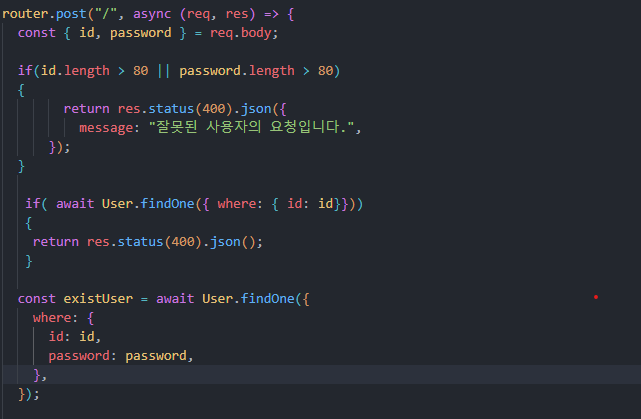 router.post("/", async (req, res) => {
const { id, password } = req.body;
if(id.length > 80 || password.length > 80)
{
return res.status(400).json({
message: "잘못된 사용자의 요청입니다.",
});
}
if( await User.findOne({ where: { id: id}}))
{
return res.status(400).json();
}
const existUser = await User.findOne({
where: {
id: id,
password: password,
},
});